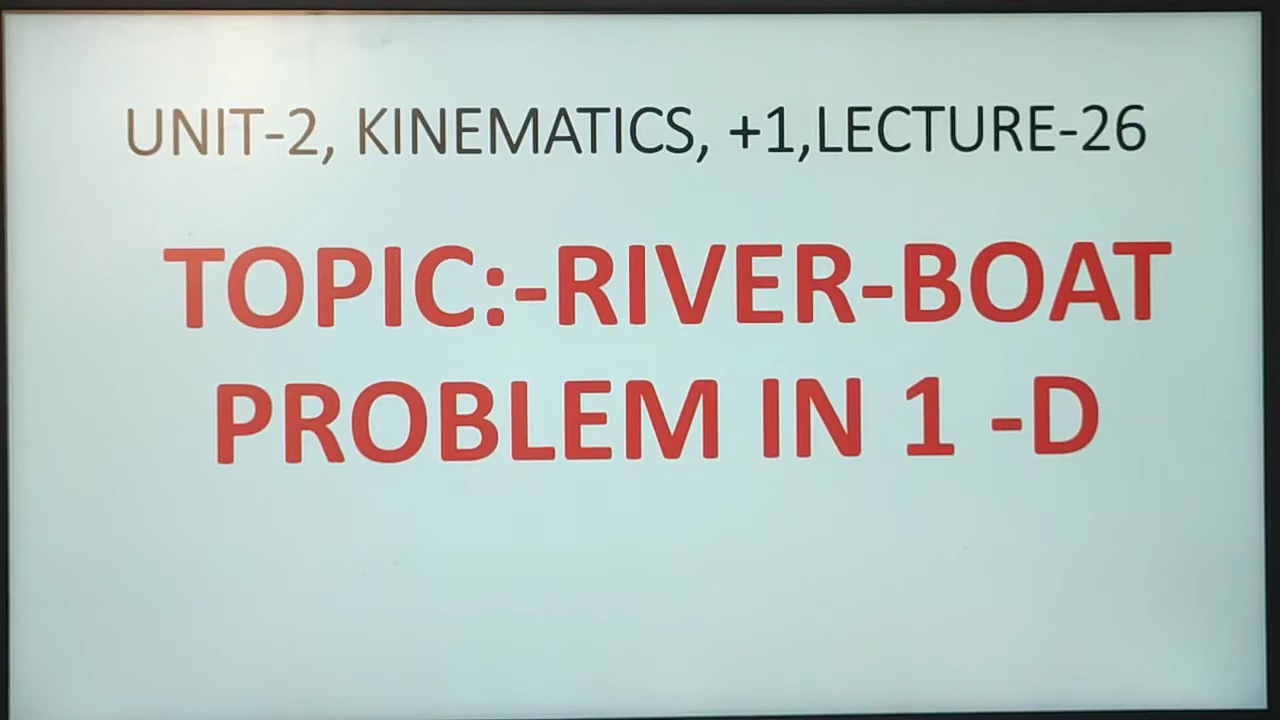 UNIT-2, KINEMATICS, +1,LECTURE-26
TOPIC:-RIVER-BOAT
PROBLEM IN 1 -D